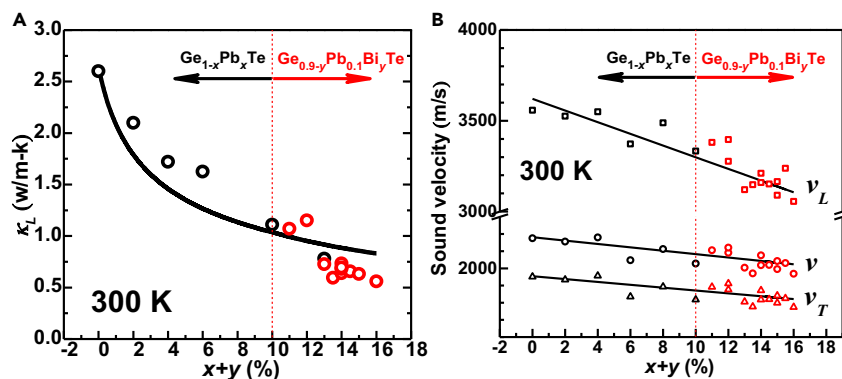 A
3.0
2.5
2.0
1.5
1.0
0.5
0.0
κL (w/m-k)
Ge1-xPbxTe
Ge0.9-yPb0.1BiyTe
300 K
-2 0 2 4 6 8 10 12 14 16 18
x+y (%)
B
4000
3500
3000
2000
Sound velocity (m/s)
Ge1-xPbxTe
Ge0.9-yPb0.1BiyTe
300 K
vL
v
vT
-2 0 2 4 6 8 10 12 14 16 18
x+y (%)